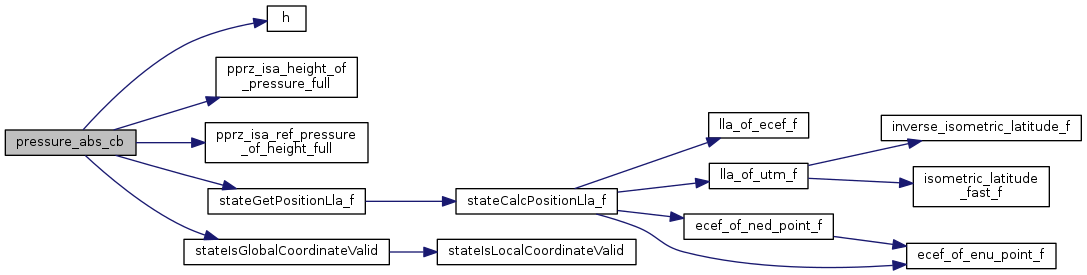 h
pprz_isa_height_of
_pressure_full
pressure_abs_cb
pprz_isa_ref_pressure
_of_height_full
stateGetPositionLla_f
stateIsGlobalCoordinateValid
stateCalcPositionLla_f
stateIsLocalCoordinateValid
lla_of_ecef_f
lla_of_utm_f
ecef_of_ned_point_f
inverse_isometric_latitude_f
isometric_latitude
_fast_f
ecef_of_enu_point_f